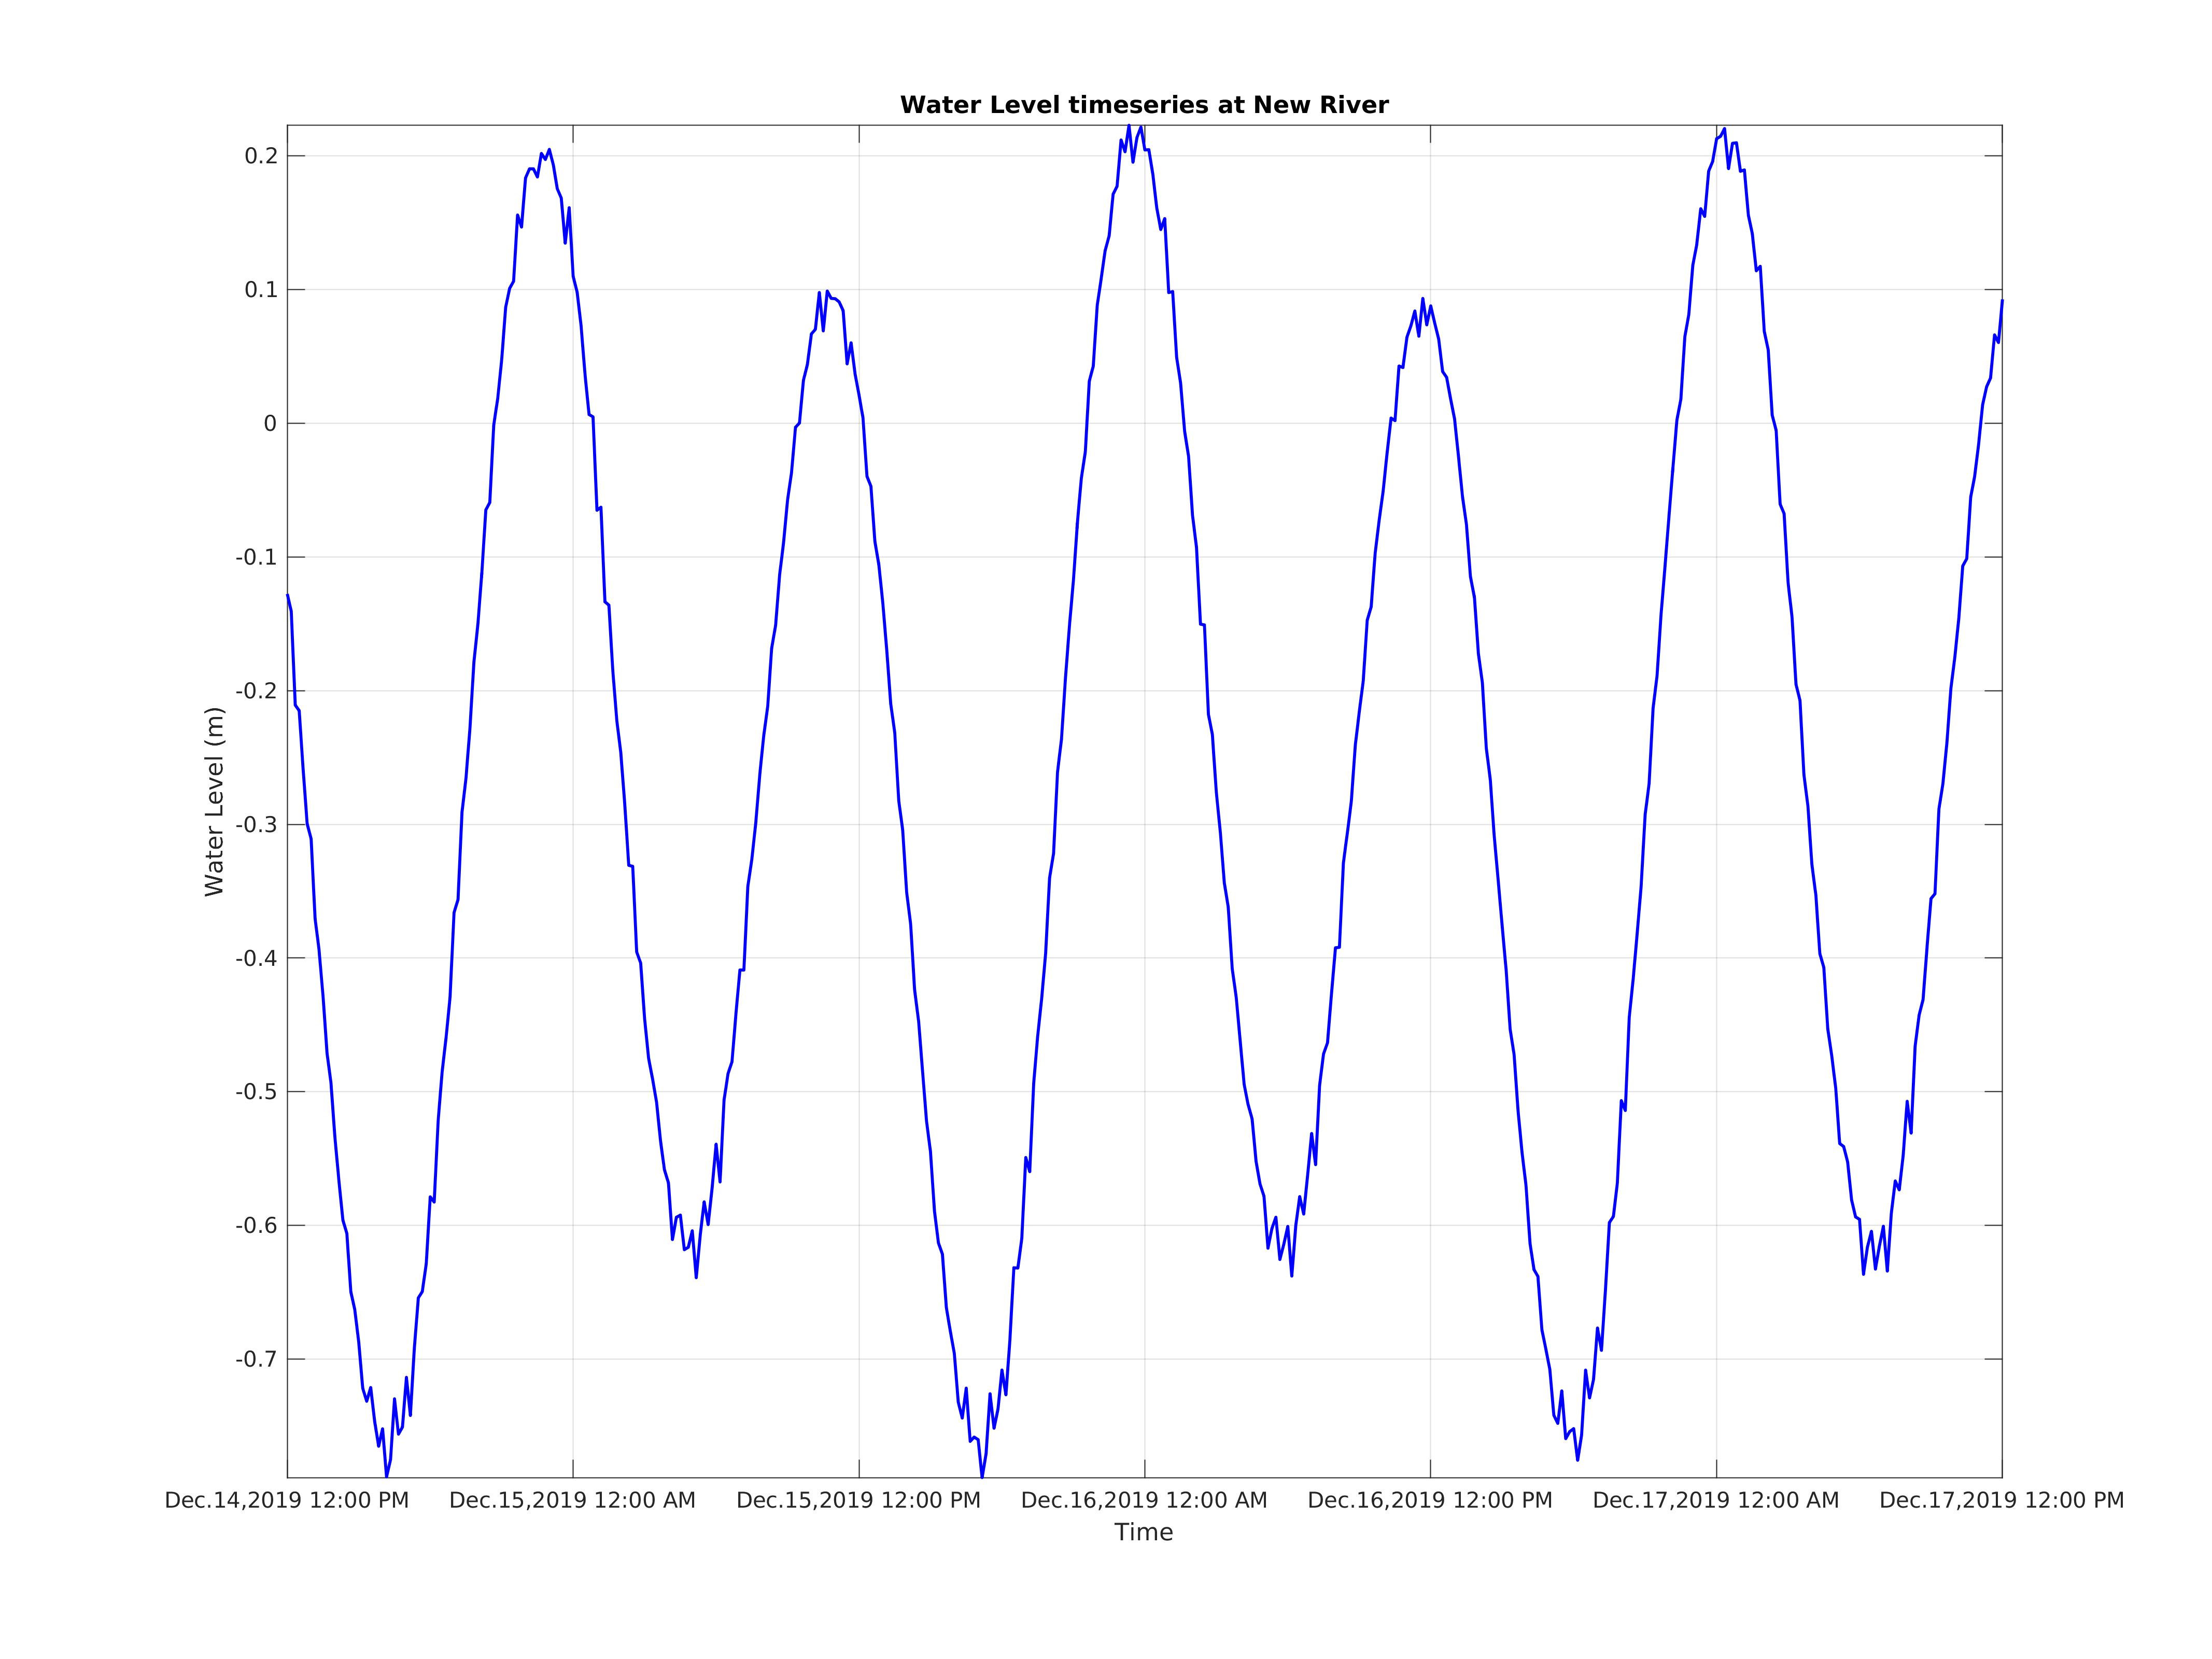 Water Level timeseries at New River
0.2
0.1
0
-0.1
-0.2
-0.3
-0.4
-0.5
-0.6
-0.7
Water Level (m)
Dec.14,2019 12:00 PM Dec.15,2019 12:00 AM Dec.15,2019 12:00 PM Dec.16,2019 12:00 AM Dec.16,2019 12:00 PM Dec.17,2019 12:00 AM Dec.17,2019 12:00 PM
Time